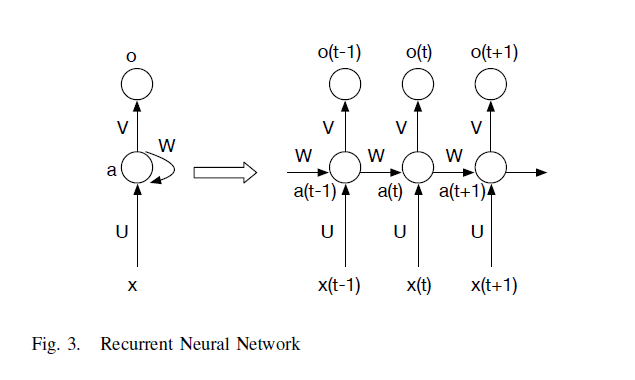 o
o(t-1) o(t) o(t+1)
V
V V V
W
W W W
a
a(t-1) a(t) a(t+1)
U
U U U
x
x(t-1) x(t) x(t+1)
Fig. 3. Recurrent Neural Network